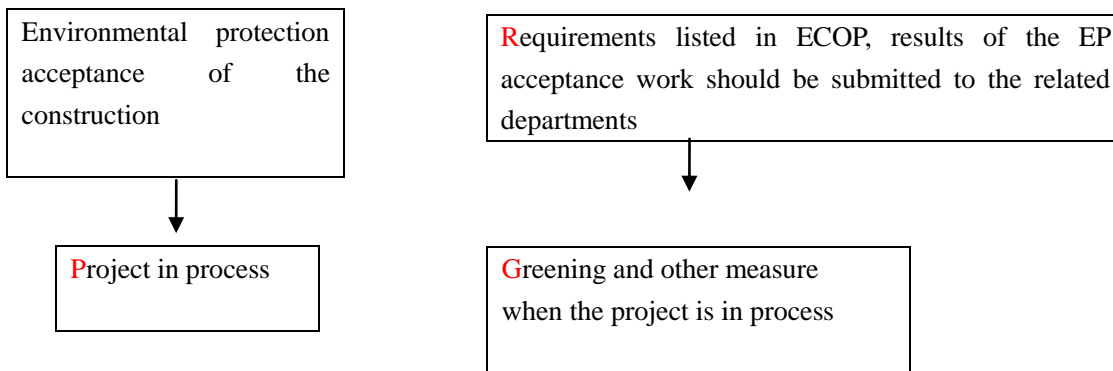 Environmental protection
acceptance of the
construction
Requirements listed in ECOP, results of the EP
acceptance work should be submitted to the related
departments
Project in process
Greening and other measure
when the project is in process